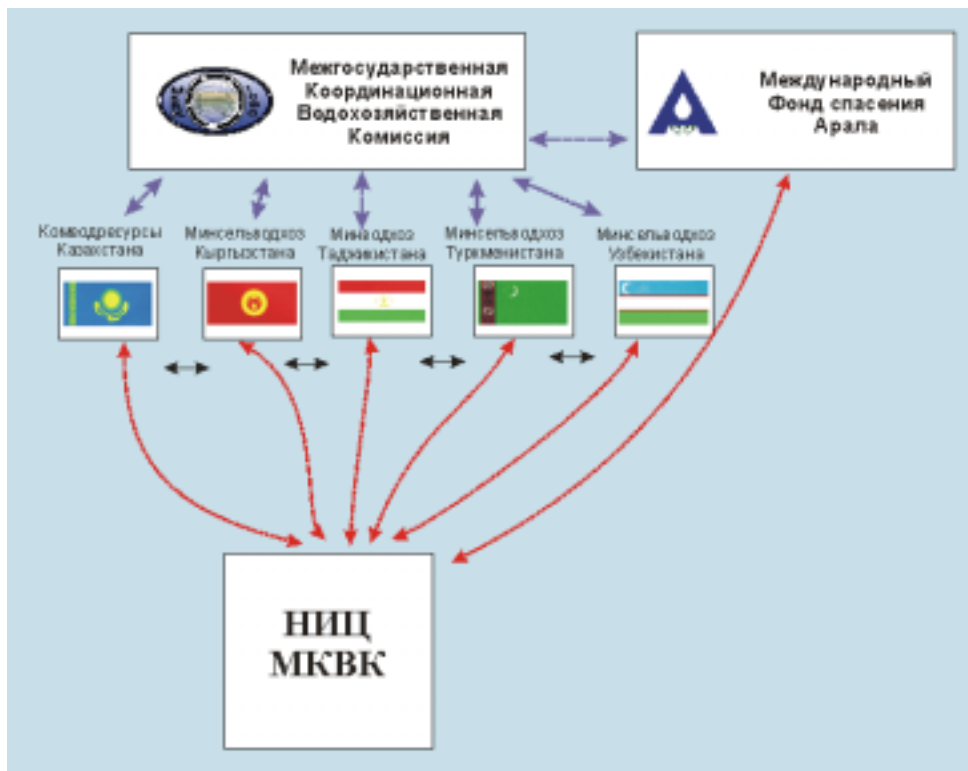 Межгосударственная
Координационная
Водохозяйственная
Комиссия
Международный
Фонд спасения
Арала
Комводресурсы
Казахстана
Минсельводхоз
Кыргызстана
Минводхоз
Таджикистана
Минсельводхоз
Туркменистана
Минсельводхоз
Узбекистана
НИЦ
МКВК